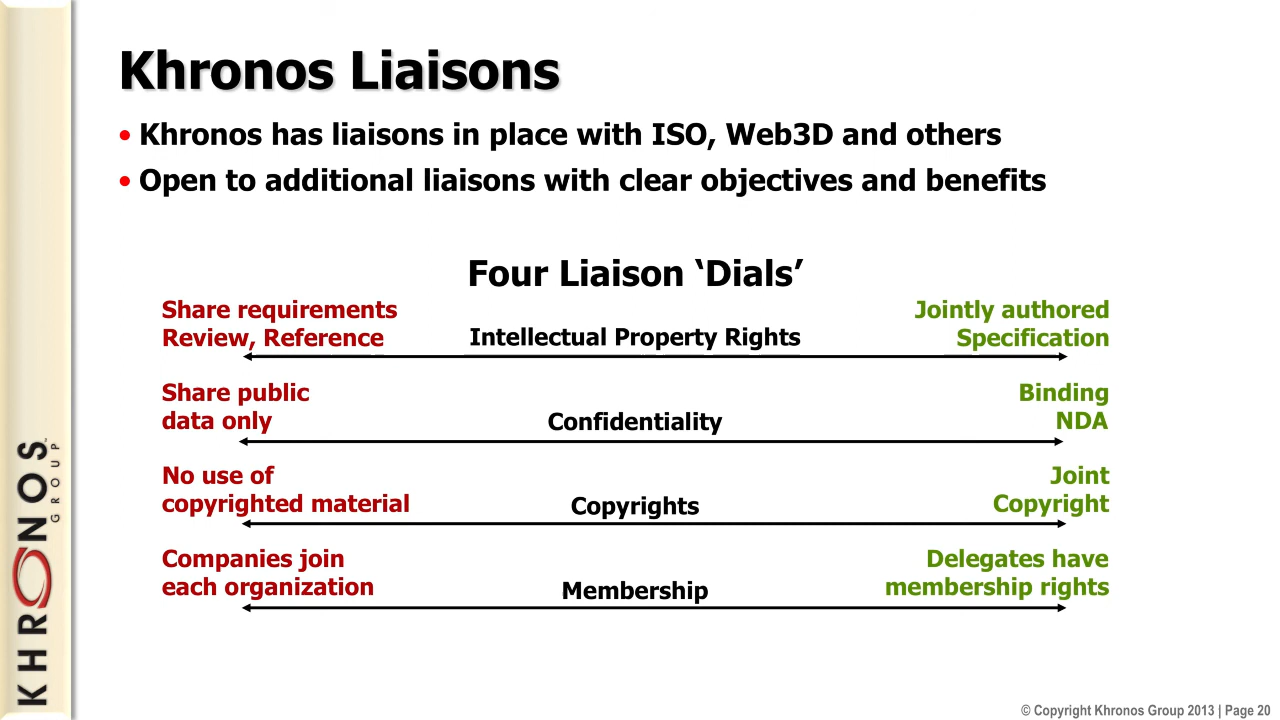 Khronos Liaisons
• Khronos has liaisons in place with ISO, Web3D and others
• Open to additional liaisons with clear objectives and benefits
Four Liaison ‘Dials’
Share requirements
Review, Reference
Intellectual Property Rights
Jointly authored
Specification
Share public
data only
Confidentiality
Binding
NDA
No use of
copyrighted material
Copyrights
Joint
Copyright
Companies join
each organization
Membership
Delegates have
membership rights
KHRONOS™
GROUP
© Copyright Khronos Group 2013 | Page 20